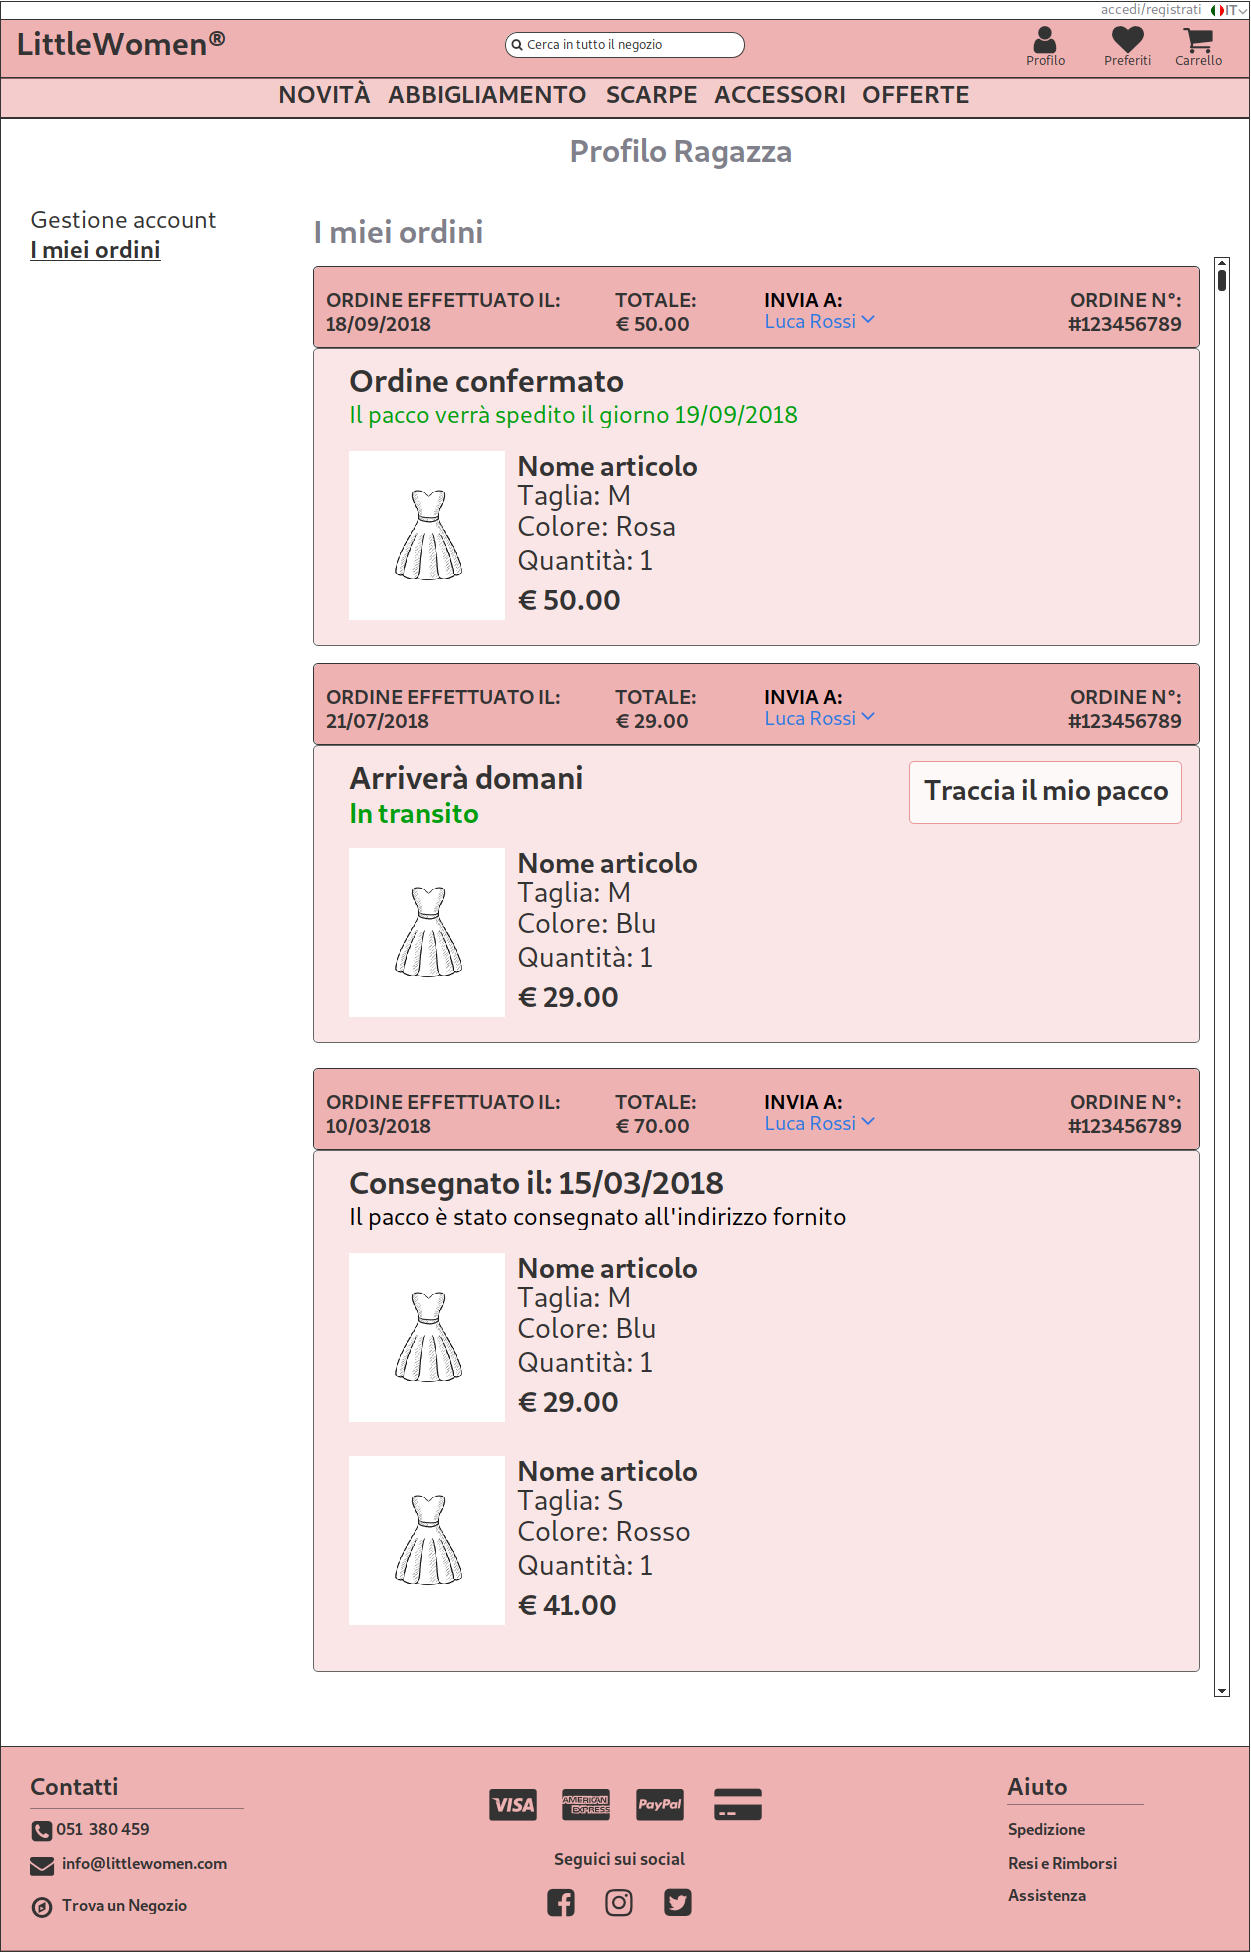 accedi/registrati IT
LittleWomen®
Cerca in tutto il negozio
Profilo
Preferiti
Carrello
NOVITÀ ABBIGLIAMENTO SCARPE ACCESSORI OFFERTE
Profilo Ragazza
Gestione account
I miei ordini
I miei ordini
ORDINE EFFETTUATO IL:
18/09/2018
TOTALE:
€ 50.00
INVIA A:
Luca Rossi
ORDINE N°:
#123456789
Ordine confermato
Il pacco verrà spedito il giorno 19/09/2018
Nome articolo
Taglia: M
Colore: Rosa
Quantità: 1
€ 50.00
ORDINE EFFETTUATO IL:
21/07/2018
TOTALE:
€ 29.00
INVIA A:
Luca Rossi
ORDINE N°:
#123456789
Arriverà domani
In transito
Traccia il mio pacco
Nome articolo
Taglia: M
Colore: Blu
Quantità: 1
€ 29.00
ORDINE EFFETTUATO IL:
10/03/2018
TOTALE:
€ 70.00
INVIA A:
Luca Rossi
ORDINE N°:
#123456789
Consegnato il: 15/03/2018
Il pacco è stato consegnato all'indirizzo fornito
Nome articolo
Taglia: M
Colore: Blu
Quantità: 1
€ 29.00
Nome articolo
Taglia: S
Colore: Rosso
Quantità: 1
€ 41.00
Contatti
051 380 459
info@littlewomen.com
Trova un Negozio
VISA
AMERICAN EXPRESS
PayPal
Seguici sui social
Aiuto
Spedizione
Resi e Rimborsi
Assistenza